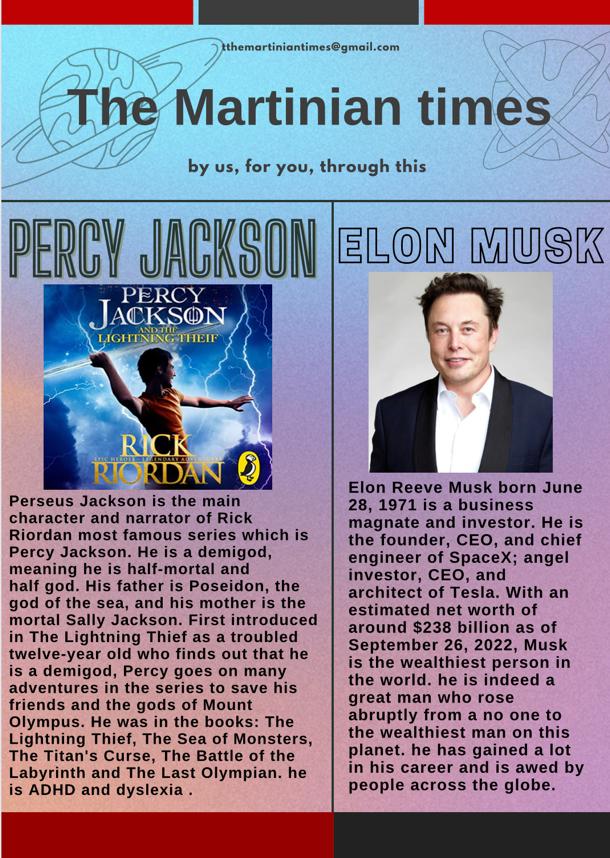 tthemartiniantimes@gmail.com
The Martinian times
by us, for you, through this
PERCY JACKSON
PERCY
JACKSON
AND THE
LIGHTNING THEIF
RICK
EPIC HEROES · LEGENDARY ADVENTURES
RIORDAN
Perseus Jackson is the main
character and narrator of Rick
Riordan most famous series which is
Percy Jackson. He is a demigod,
meaning he is half-mortal and
half god. His father is Poseidon, the
god of the sea, and his mother is the
mortal Sally Jackson. First introduced
in The Lightning Thief as a troubled
twelve-year old who finds out that he
is a demigod, Percy goes on many
adventures in the series to save his
friends and the gods of Mount
Olympus. He was in the books: The
Lightning Thief, The Sea of Monsters,
The Titan's Curse, The Battle of the
Labyrinth and The Last Olympian. he
is ADHD and dyslexia .
ELON MUSK
Elon Reeve Musk born June
28, 1971 is a business
magnate and investor. He is
the founder, CEO, and chief
engineer of SpaceX; angel
investor, CEO, and
architect of Tesla. With an
estimated net worth of
around $238 billion as of
September 26, 2022, Musk
is the wealthiest person in
the world. he is indeed a
great man who rose
abruptly from a no one to
the wealthiest man on this
planet. he has gained a lot
in his career and is awed by
people across the globe.